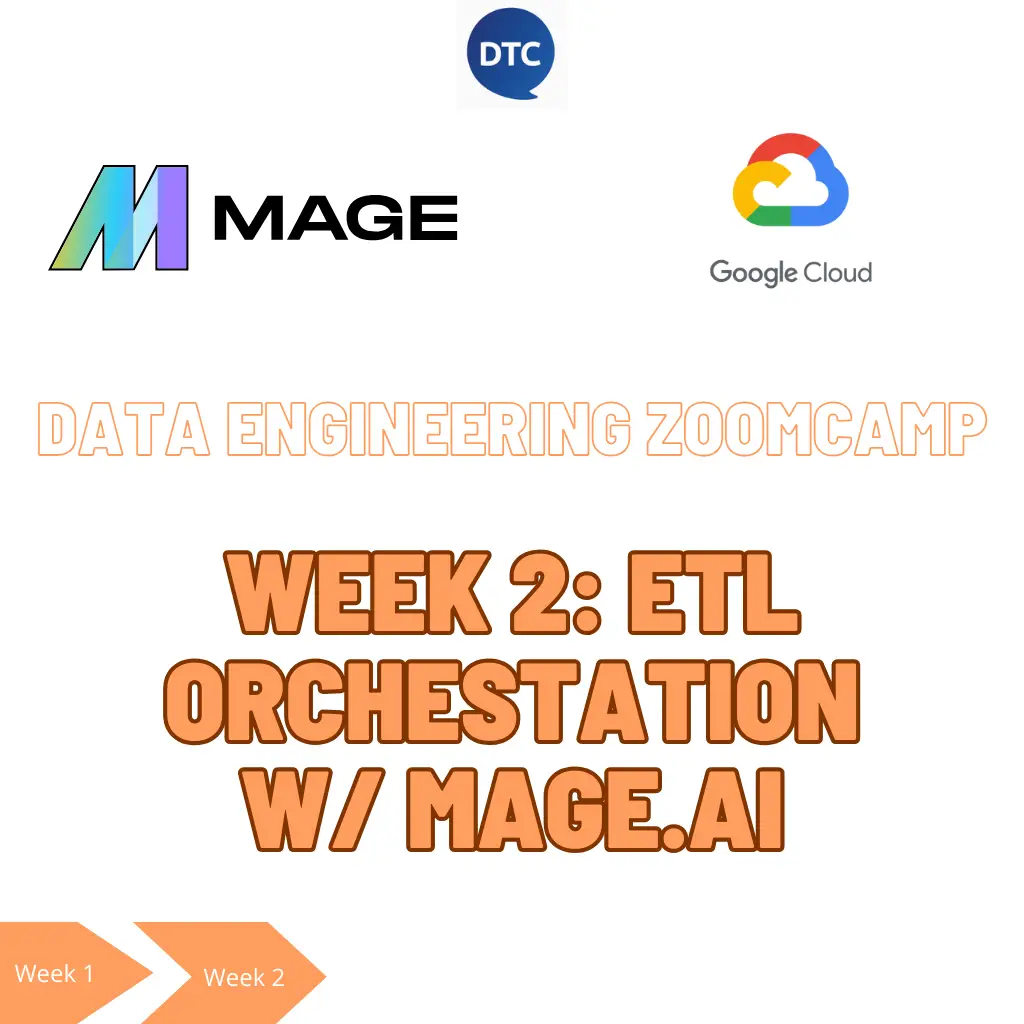 DTC
MAGE
Google Cloud
DATA ENGINEERING ZOOMCAMP
WEEK 2: ETL
ORCHESTATION
W/ MAGE.AI
Week 1
Week 2